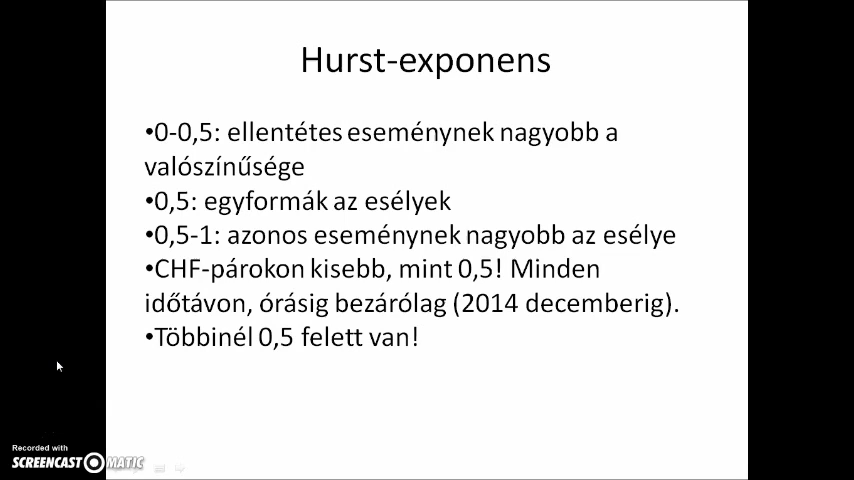 Hurst-exponens
•0-0,5: ellentétes eseménynek nagyobb a
valószínűsége
•0,5: egyformák az esélyek
•0,5-1: azonos eseménynek nagyobb az esélye
•CHF-párokon kisebb, mint 0,5! Minden
időtávon, órásig bezárólag (2014 decemberig).
•Többinél 0,5 felett van!
Recorded with
SCREENCAST MATIC